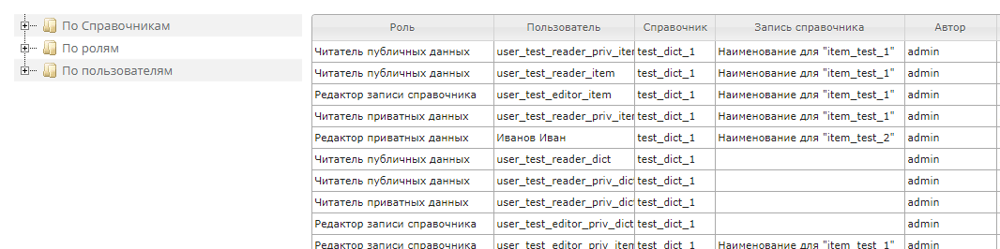 По Справочникам
По ролям
По пользователям
Роль Пользователь Справочник Запись справочника Автор
Читатель публичных данных user_test_reader_priv_item test_dict_1 Наименование для "item_test_1" admin
Читатель публичных данных user_test_reader_item test_dict_1 Наименование для "item_test_1" admin
Редактор записи справочника user_test_editor_item test_dict_1 Наименование для "item_test_1" admin
Читатель приватных данных user_test_reader_priv_item test_dict_1 Наименование для "item_test_1" admin
Редактор приватных данных Иванов Иван test_dict_1 Наименование для "item_test_2" admin
Читатель публичных данных user_test_reader_dict test_dict_1 admin
Читатель публичных данных user_test_reader_priv_dict test_dict_1 admin
Читатель приватных данных user_test_reader_priv_dict test_dict_1 admin
Редактор записи справочника user_test_editor_priv_dict test_dict_1 admin
Редактор записи справочника user_test_editor_priv_item test_dict_1 Наименование для "item_test_1" admin